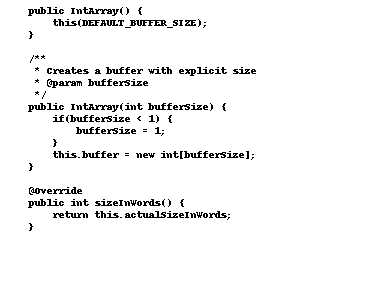 public IntArray() {
this(DEFAULT_BUFFER_SIZE);
}
/**
* Creates a buffer with explicit size
* @param bufferSize
*/
public IntArray(int bufferSize) {
if(bufferSize < 1) {
bufferSize = 1;
}
this.buffer = new int[bufferSize];
}
@Override
public int sizeInWords() {
return this.actualSizeInWords;
}